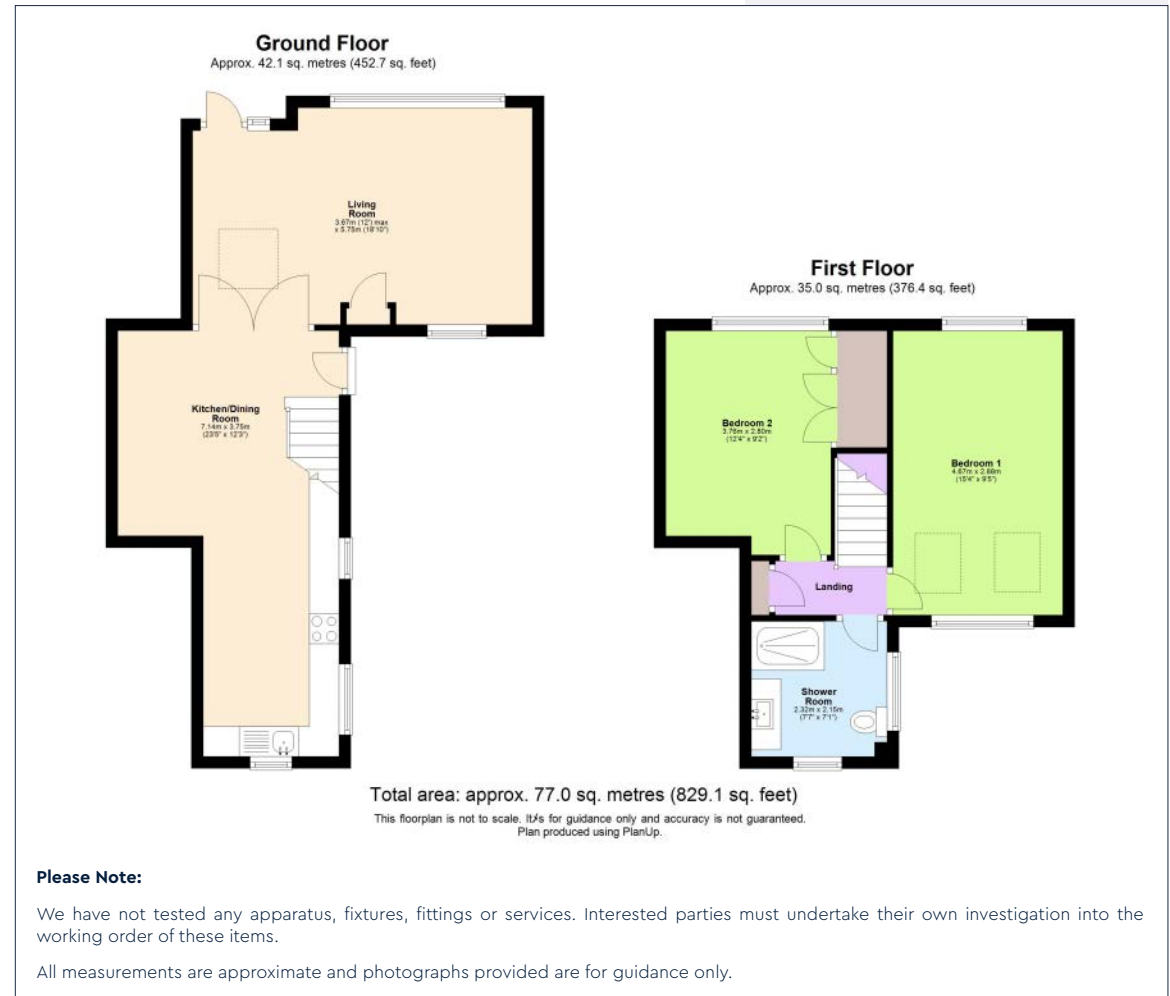 Ground Floor
Approx. 42.1 sq. metres (452.7 sq. feet)
Living
Room
3.67m (12') max
x 5.75m (18'10")
Kitchen/Dining
Room
7.14m x 3.75m
(23'5" x 12'3")
First Floor
Approx. 35.0 sq. metres (376.4 sq. feet)
Bedroom 2
3.76m x 2.80m
(12'4" x 9'2")
Bedroom 1
4.67m x 2.88m
(15'4" x 9'5")
Landing
Shower
Room
2.32m x 2.15m
(7'7" x 7'1")
Total area: approx. 77.0 sq. metres (829.1 sq. feet)
This floorplan is not to scale. It⁄s for guidance only and accuracy is not guaranteed.
Plan produced using PlanUp.
Please Note:
We have not tested any apparatus, fixtures, fittings or services. Interested parties must undertake their own investigation into the
working order of these items.
All measurements are approximate and photographs provided are for guidance only.